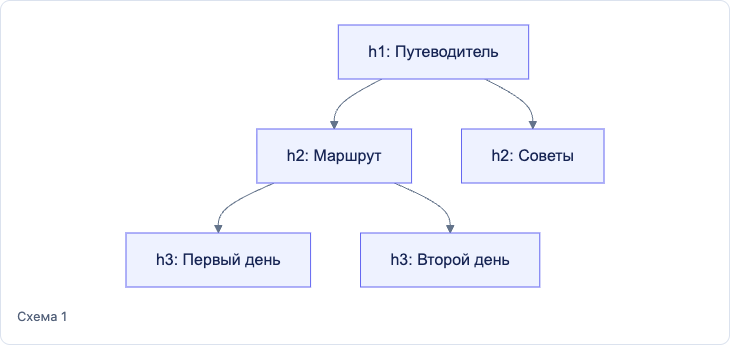 h1: Путеводитель
h2: Маршрут
h2: Советы
h3: Первый день
h3: Второй день
Схема 1